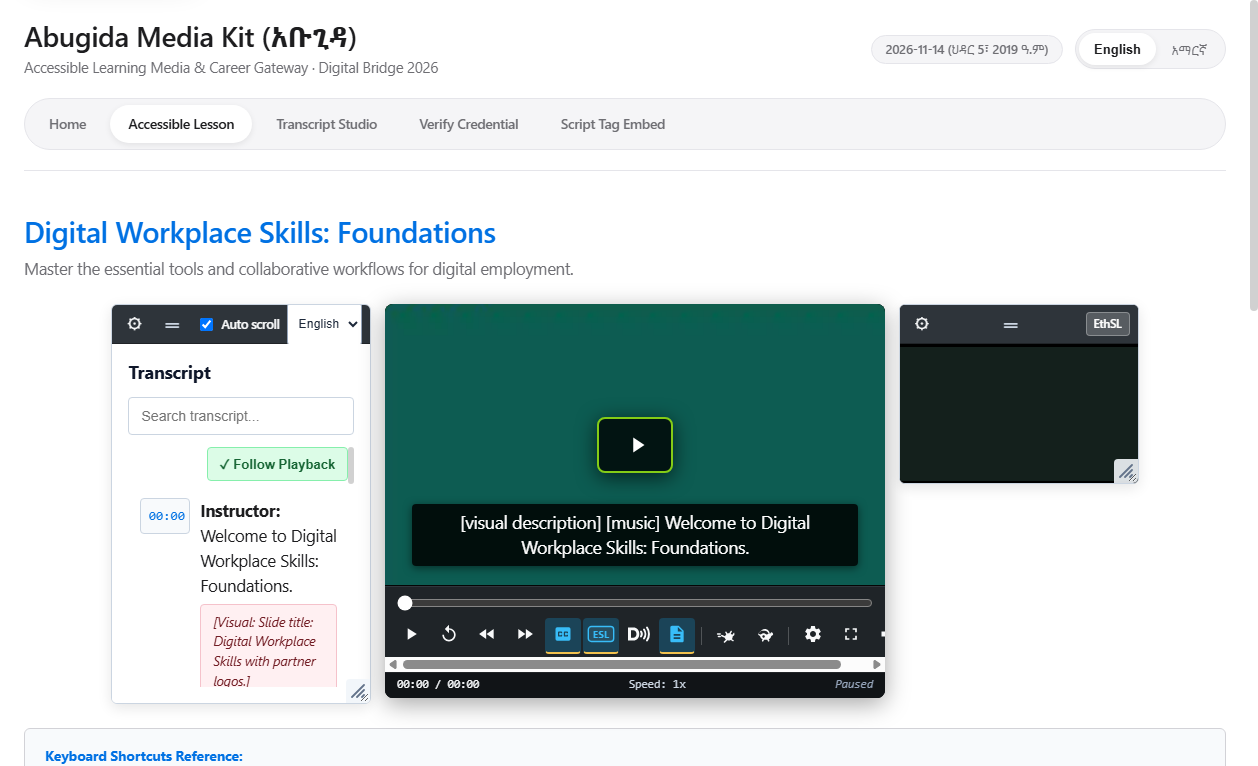 Abugida Media Kit (አቡጊዳ)
Accessible Learning Media & Career Gateway · Digital Bridge 2026
2026-11-14 (ህዳር 5፣ 2019 ዓ.ም)
English
አማርኛ
Home
Accessible Lesson
Transcript Studio
Verify Credential
Script Tag Embed
Digital Workplace Skills: Foundations
Master the essential tools and collaborative workflows for digital employment.
Auto scroll
English
Transcript
Search transcript...
✓ Follow Playback
00:00
Instructor:
Welcome to Digital
Workplace Skills:
Foundations.
[Visual: Slide title:
Digital Workplace
Skills with partner
logos.]
[visual description] [music] Welcome to Digital
Workplace Skills: Foundations.
CC
ESL
D
00:00 / 00:00
Speed: 1x
Paused
EthSL
Keyboard Shortcuts Reference: